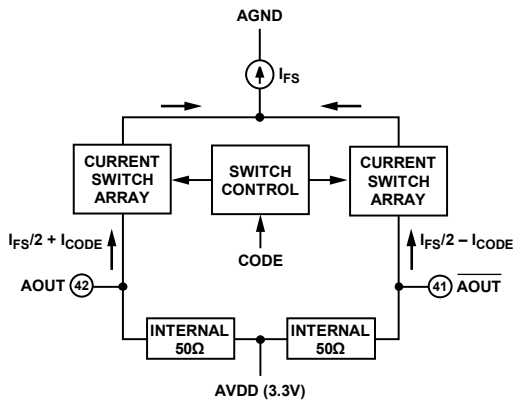 AGND
IFS
CURRENT
SWITCH
ARRAY
SWITCH
CONTROL
CURRENT
SWITCH
ARRAY
IFS/2 + ICODE
CODE
IFS/2 – ICODE
AOUT 42
41 AOUT
INTERNAL
50Ω
INTERNAL
50Ω
AVDD (3.3V)